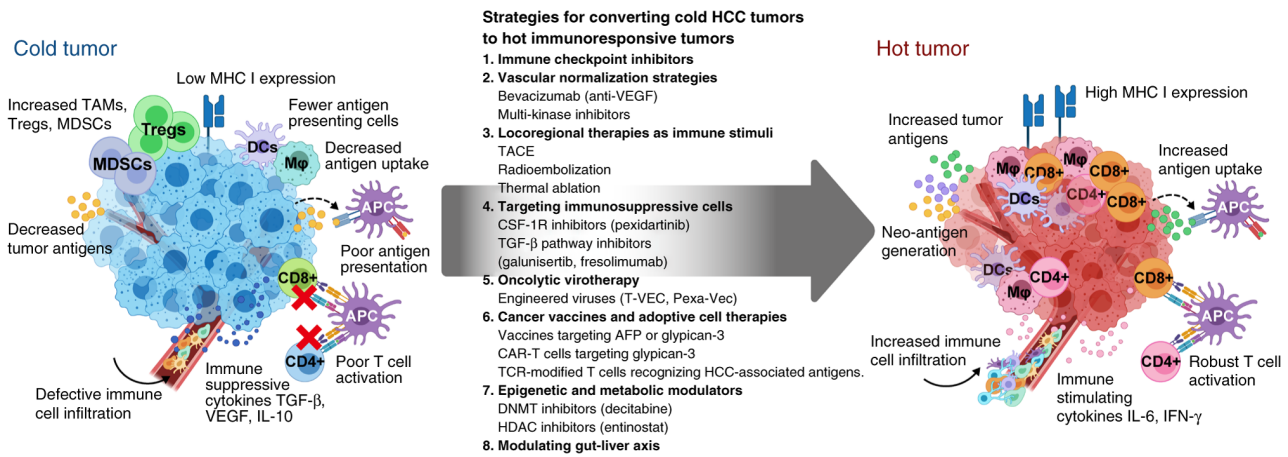 Cold tumor
Low MHC I expression
Increased TAMs,
Tregs, MDSCs
Tregs
MDSCs
DCs
Mφ
Fewer antigen
presenting cells
Decreased
antigen uptake
APC
Decreased
tumor antigens
Poor antigen
presentation
CD8+
APC
CD4+
Poor T cell
activation
Defective immune
cell infiltration
Immune
suppressive
cytokines TGF-β,
VEGF, IL-10
Strategies for converting cold HCC tumors
to hot immunoresponsive tumors
1. Immune checkpoint inhibitors
2. Vascular normalization strategies
Bevacizumab (anti-VEGF)
Multi-kinase inhibitors
3. Locoregional therapies as immune stimuli
TACE
Radioembolization
Thermal ablation
4. Targeting immunosuppressive cells
CSF-1R inhibitors (pexidartinib)
TGF-β pathway inhibitors
(galunisertib, fresolimumab)
5. Oncolytic virotherapy
Engineered viruses (T-VEC, Pexa-Vec)
6. Cancer vaccines and adoptive cell therapies
Vaccines targeting AFP or glypican-3
CAR-T cells targeting glypican-3
TCR-modified T cells recognizing HCC-associated antigens.
7. Epigenetic and metabolic modulators
DNMT inhibitors (decitabine)
HDAC inhibitors (entinostat)
8. Modulating gut-liver axis
Hot tumor
High MHC I expression
Increased tumor
antigens
Mφ
CD8+
Mφ
CD8+
DCs
CD4+
CD8+
Increased
antigen uptake
APC
Neo-antigen
generation
DCs
CD4+
Mφ
CD8+
APC
CD4+
Robust T cell
activation
Increased immune
cell infiltration
Immune
stimulating
cytokines IL-6, IFN-γ